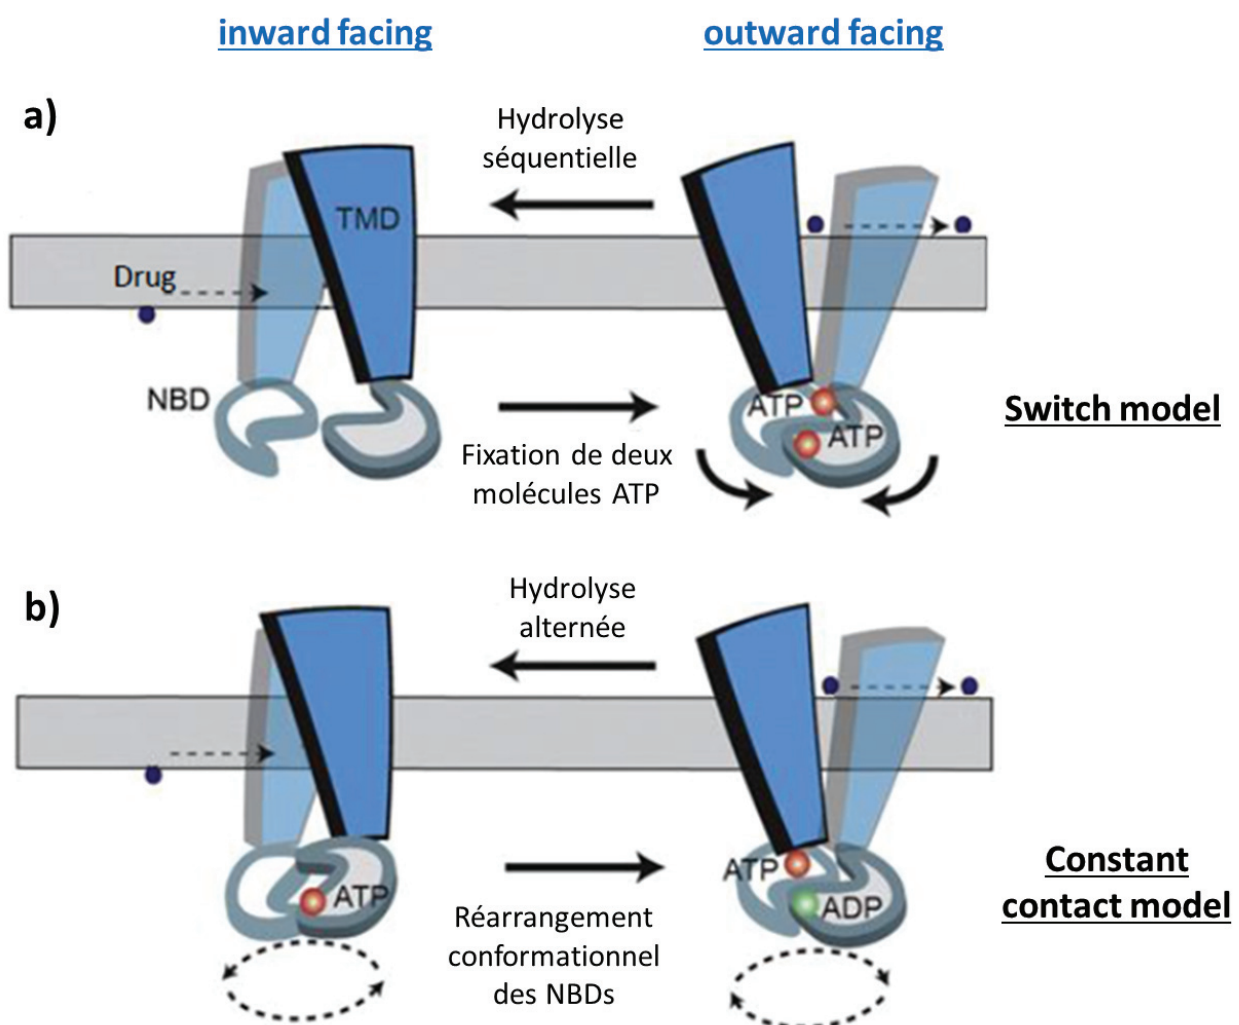 inward facing
outward facing
a)
Hydrolyse
séquentielle
TMD
Drug
NBD
ATP
ATP
Switch model
Fixation de deux
molécules ATP
b)
Hydrolyse
alternée
ATP
ATP
ADP
Constant
contact model
Réarrangement
conformationnel
des NBDs